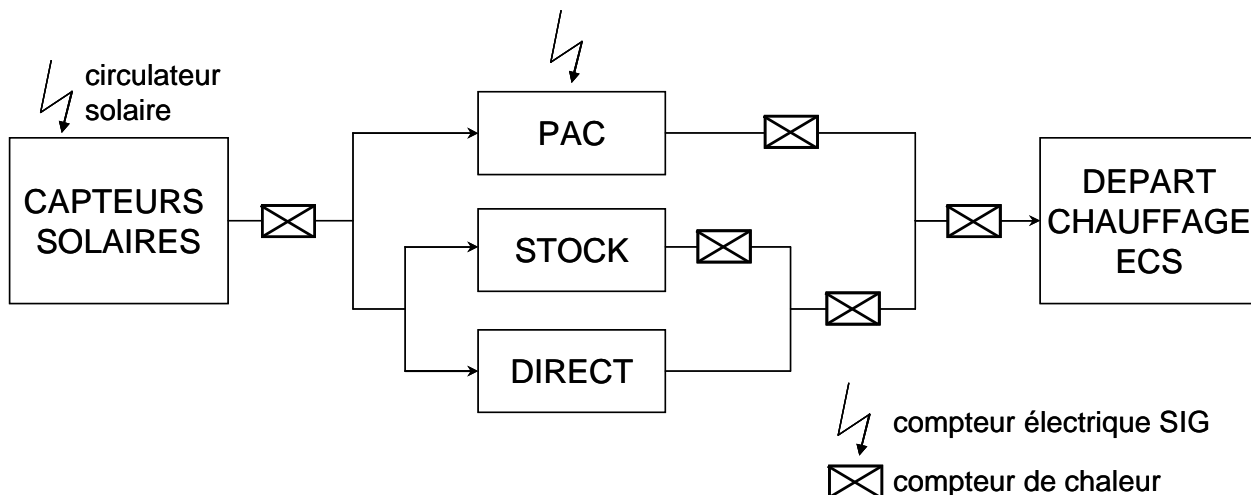 circulateur
solaire
CAPTEURS
SOLAIRES
PAC
STOCK
DIRECT
DEPART
CHAUFFAGE
ECS
compteur électrique SIG
compteur de chaleur